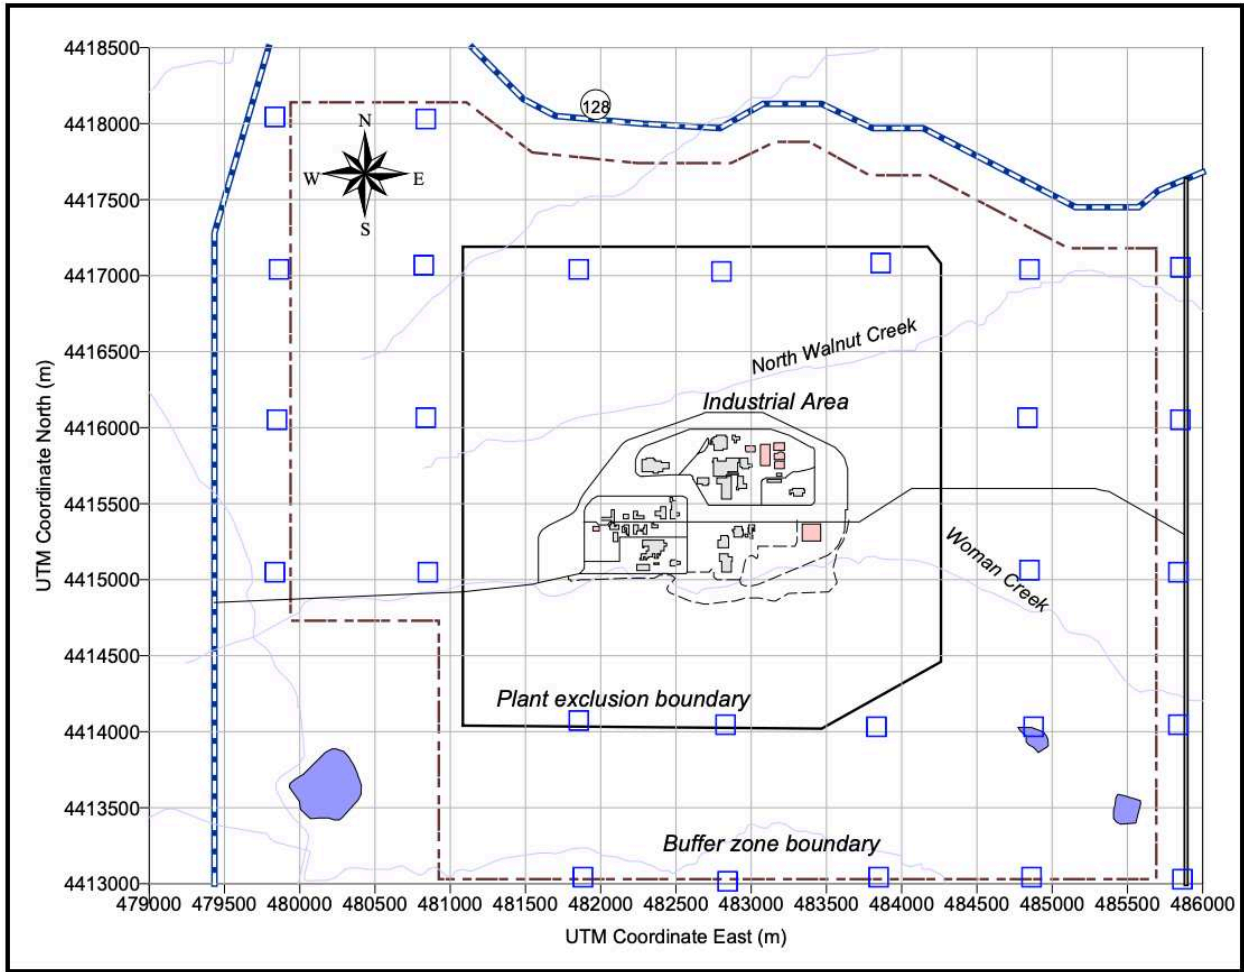 4418500
128
4418000
N
W
E
S
4417500
4417000
4416500
North Walnut Creek
Industrial Area
4416000
4415500
4415000
Woman Creek
4414500
Plant exclusion boundary
4414000
4413500
Buffer zone boundary
4413000
479000 479500 480000 480500 481000 481500 482000 482500 483000 483500 484000 484500 485000 485500 486000
UTM Coordinate East (m)
UTM Coordinate North (m)